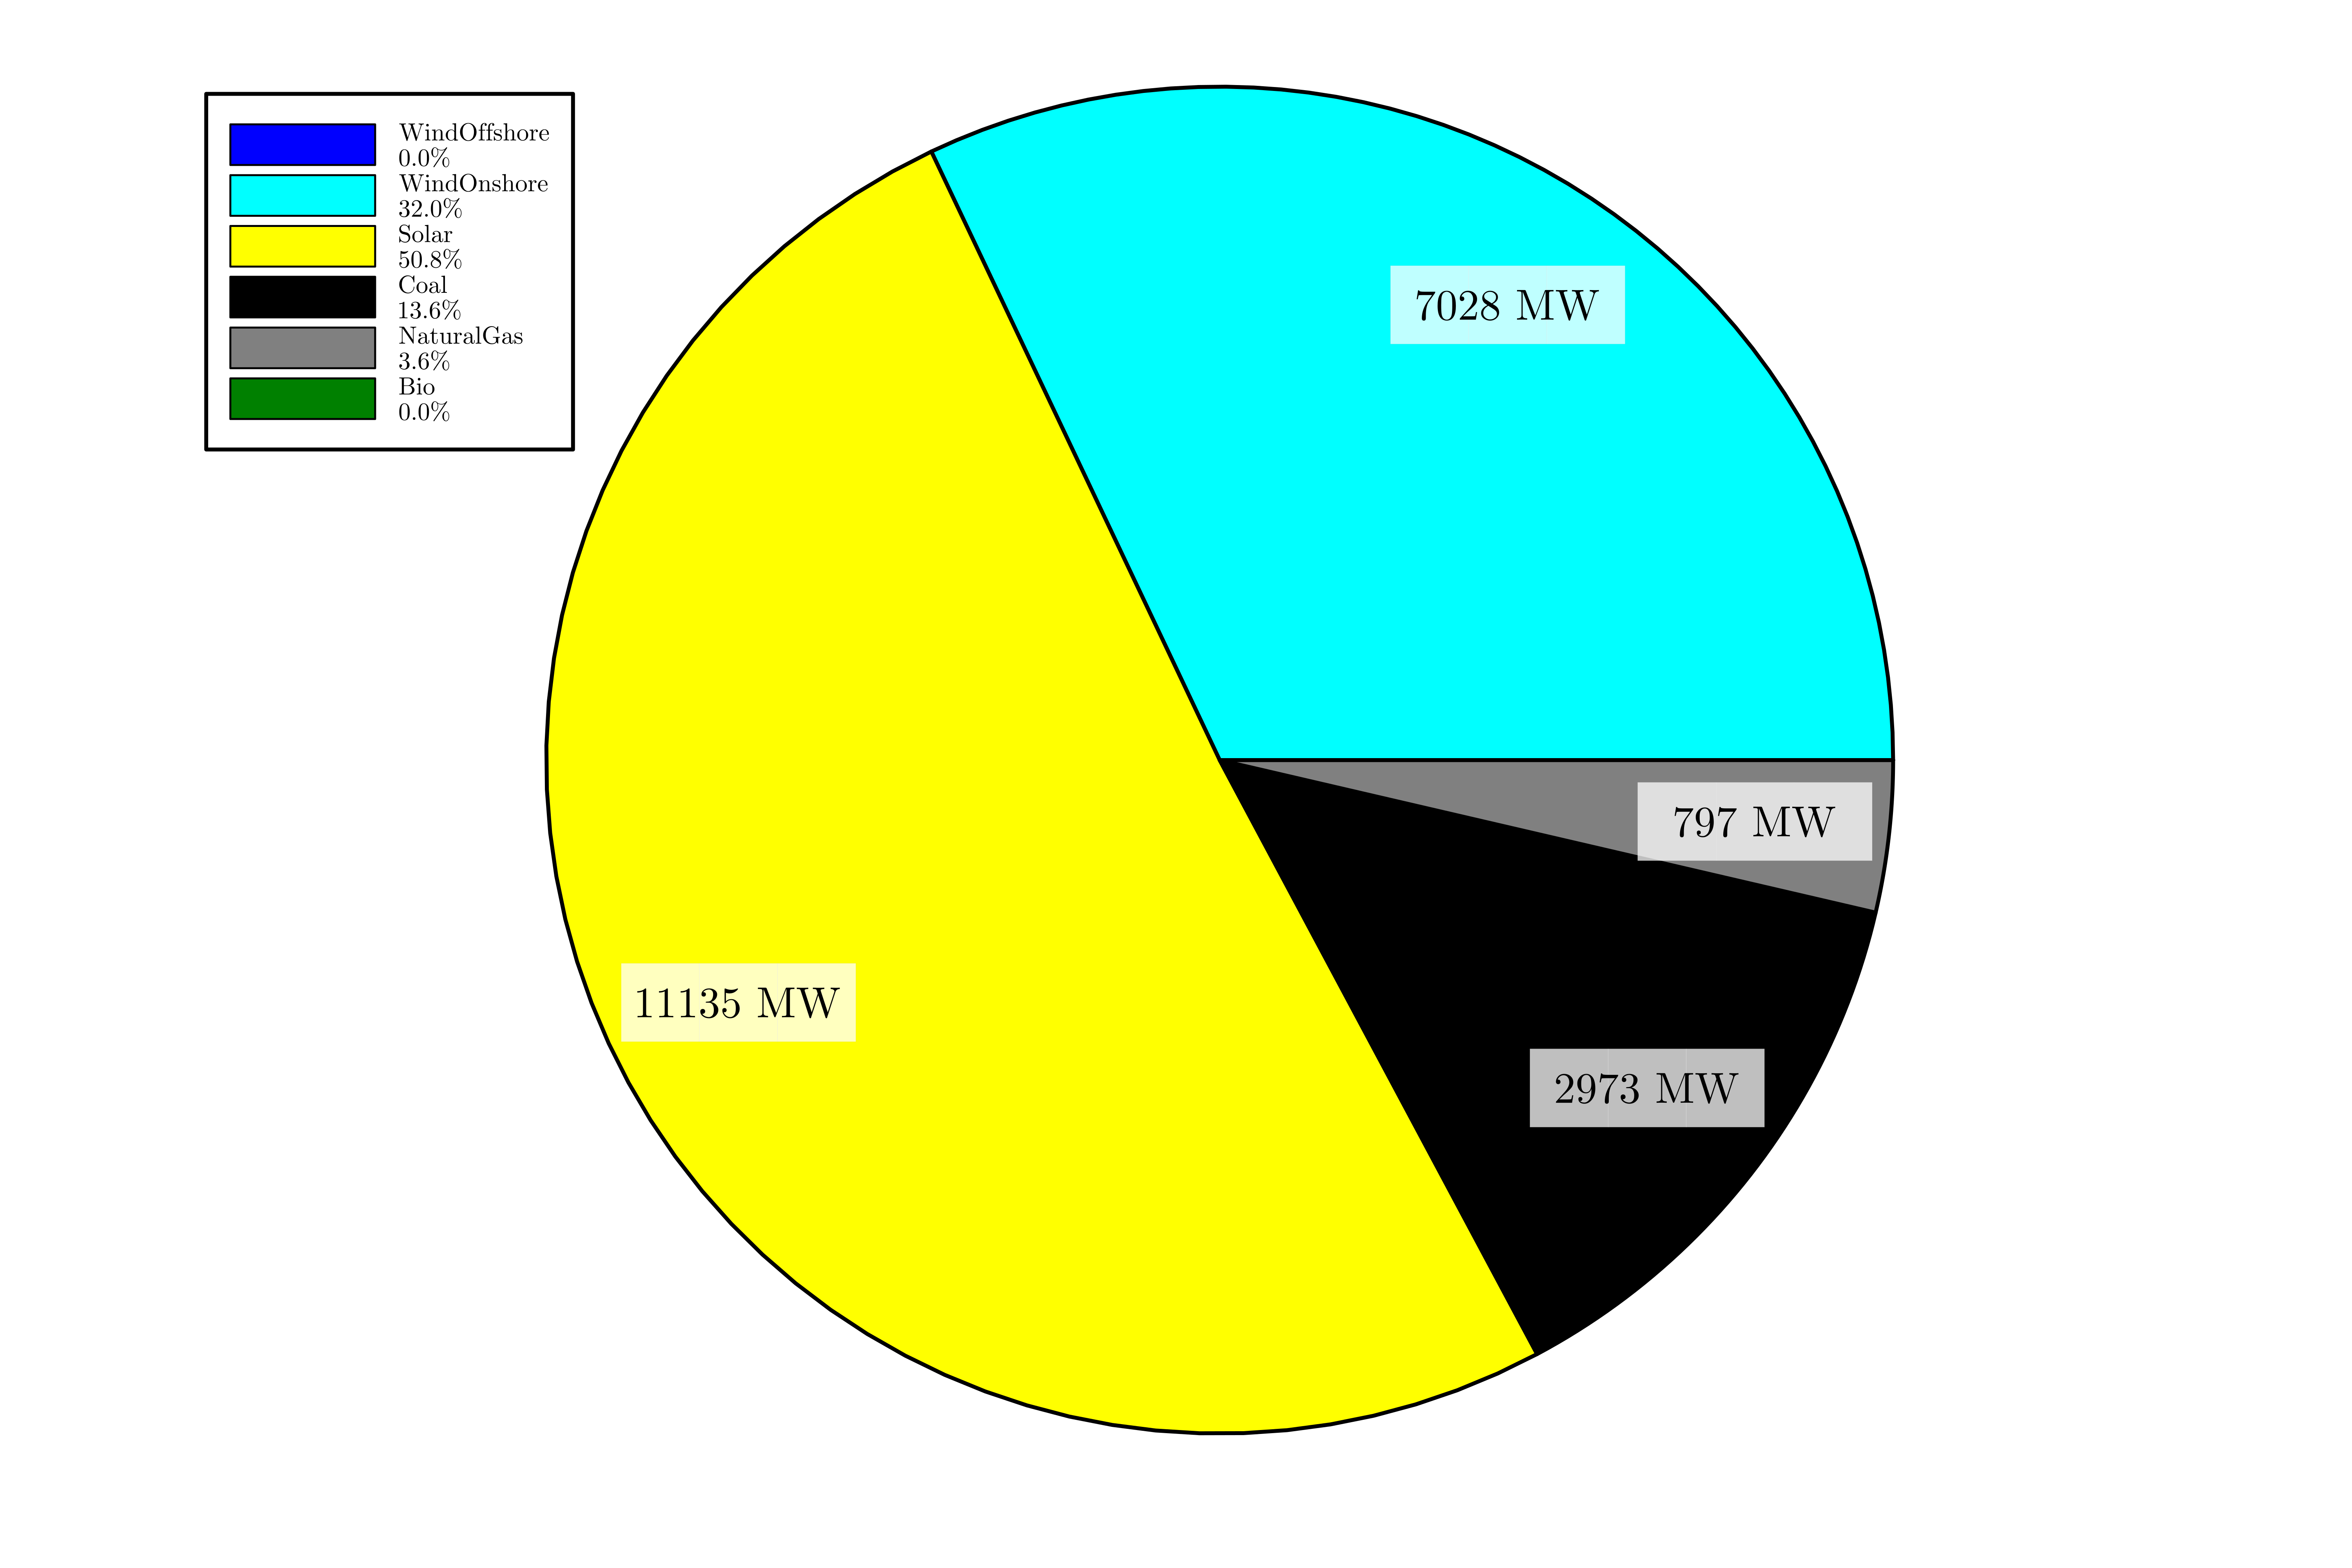 WindOffshore
0.0%
WindOnshore
32.0%
Solar
50.8%
Coal
13.6%
NaturalGas
3.6%
Bio
0.0%
7028 MW
797 MW
11135 MW
2973 MW